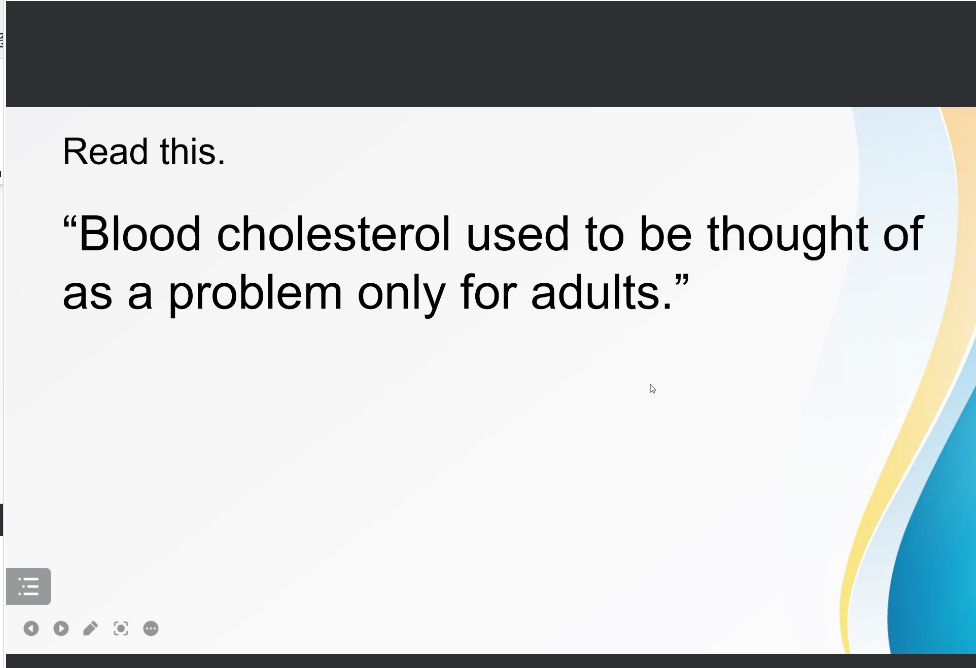 Read this.
“Blood cholesterol used to be thought of
as a problem only for adults.”